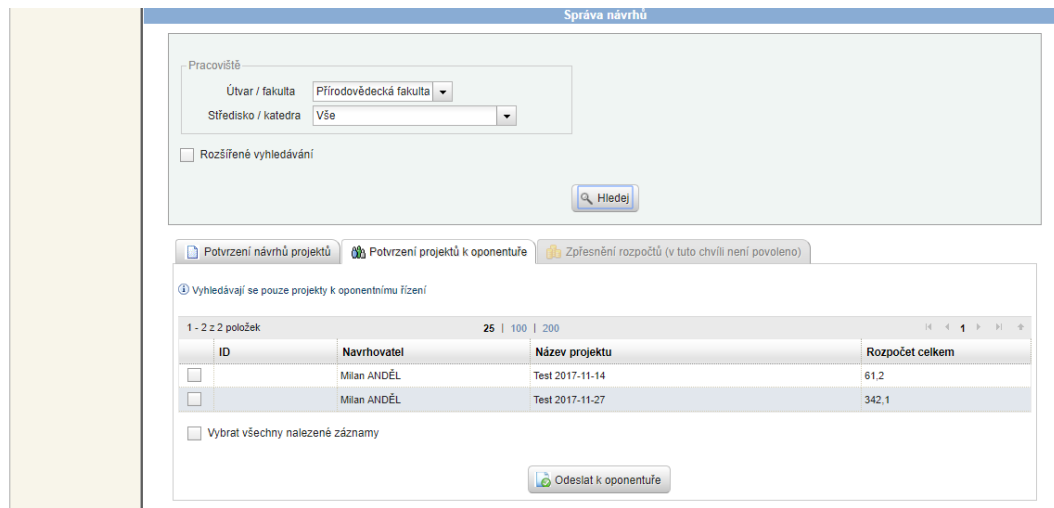 Správa návrhů
Pracoviště
Útvar / fakulta Přírodovědecká fakulta
Středisko / katedra Vše
Rozšířené vyhledávání
Hledej
Potvrzení návrhů projektů Potvrzení projektů k oponentuře Zpřesnění rozpočtů (v tuto chvíli není povoleno)
Vyhledávají se pouze projekty k oponentnímu řízení
1 - 2 z 2 položek 25 | 100 | 200 1
ID Navrhovatel Název projektu Rozpočet celkem
Milan ANDĚL Test 2017-11-14 61,2
Milan ANDĚL Test 2017-11-27 342,1
Vybrat všechny nalezené záznamy
Odeslat k oponentuře